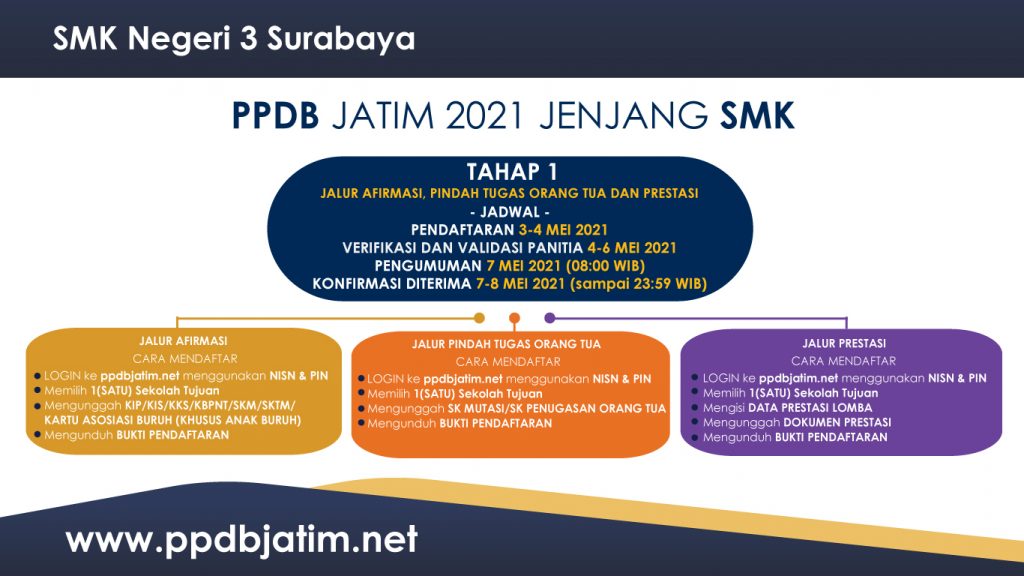 SMK Negeri 3 Surabaya
PPDB JATIM 2021 JENJANG SMK
TAHAP 1
JALUR AFIRMASI, PINDAH TUGAS ORANG TUA DAN PRESTASI
- JADWAL -
PENDAFTARAN 3-4 MEI 2021
VERIFIKASI DAN VALIDASI PANITIA 4-6 MEI 2021
PENGUMUMAN 7 MEI 2021 (08:00 WIB)
KONFIRMASI DITERIMA 7-8 MEI 2021 (sampai 23:59 WIB)
JALUR AFIRMASI
CARA MENDAFTAR
• LOGIN ke ppdbjatim.net menggunakan NISN & PIN
• Memilih 1(SATU) Sekolah Tujuan
• Mengunggah KIP/KIS/KKS/KBPNT/SKM/SKTM/
KARTU ASOSIASI BURUH (KHUSUS ANAK BURUH)
• Mengunduh BUKTI PENDAFTARAN
JALUR PINDAH TUGAS ORANG TUA
CARA MENDAFTAR
• LOGIN ke ppdbjatim.net menggunakan NISN & PIN
• Memilih 1(SATU) Sekolah Tujuan
• Mengunggah SK MUTASI/SK PENUGASAN ORANG TUA
• Mengunduh BUKTI PENDAFTARAN
JALUR PRESTASI
CARA MENDAFTAR
• LOGIN ke ppdbjatim.net menggunakan NISN & PIN
• Memilih 1(SATU) Sekolah Tujuan
• Mengisi DATA PRESTASI LOMBA
• Mengunggah DOKUMEN PRESTASI
• Mengunduh BUKTI PENDAFTARAN
www.ppdbjatim.net